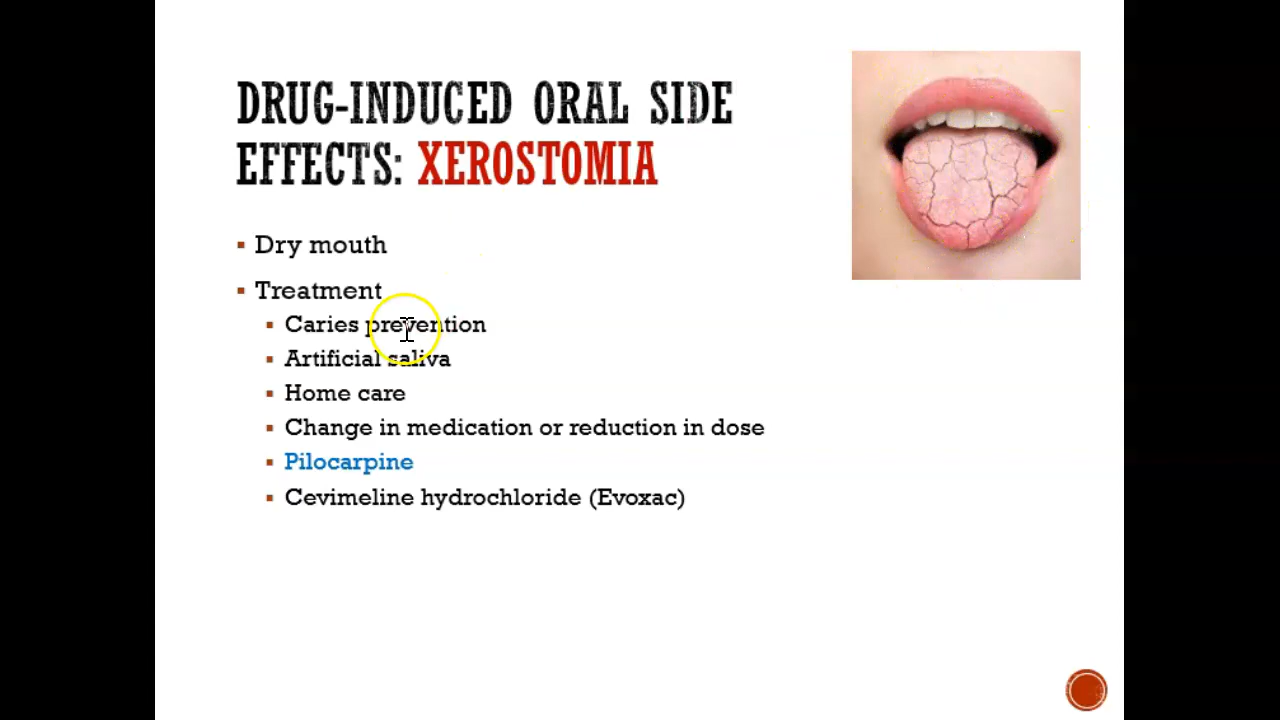 DRUG-INDUCED ORAL SIDE
EFFECTS: XEROSTOMIA
Dry mouth
Treatment
Caries prevention
Artificial saliva
Home care
Change in medication or reduction in dose
Pilocarpine
Cevimeline hydrochloride (Evoxac)